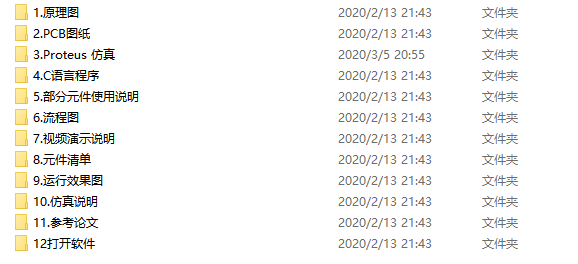 1.原理图 2020/2/13 21:43 文件夹
2.PCB图纸 2020/2/13 21:43 文件夹
3.Proteus 仿真 2020/3/5 20:55 文件夹
4.C语言程序 2020/2/13 21:43 文件夹
5.部分元件使用说明 2020/2/13 21:43 文件夹
6.流程图 2020/2/13 21:43 文件夹
7.视频演示说明 2020/2/13 21:43 文件夹
8.元件清单 2020/2/13 21:43 文件夹
9.运行效果图 2020/2/13 21:43 文件夹
10.仿真说明 2020/2/13 21:43 文件夹
11.参考论文 2020/2/13 21:43 文件夹
12打开软件 2020/2/13 21:43 文件夹